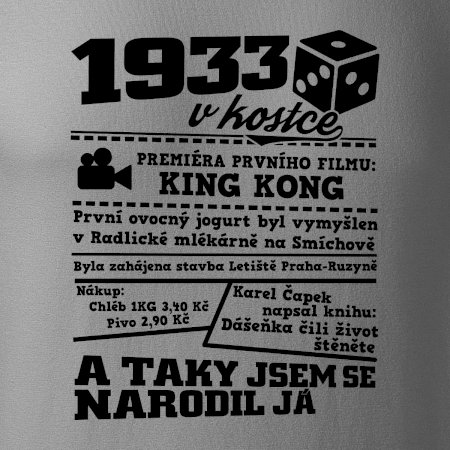 1933
v kostce
PREMIÉRA PRVNÍHO FILMU:
KING KONG
První ovocný jogurt byl vymyšlen
v Radlické mlékárně na Smíchově
Byla zahájena stavba Letiště Praha-Ruzyně
Nákup:
Chléb 1KG 3,40 Kč
Pivo 2,90 Kč
Karel Čapek
napsal knihu:
Dášeňka čili život
štěněte
A TAKY JSEM SE
NARODIL JÁ